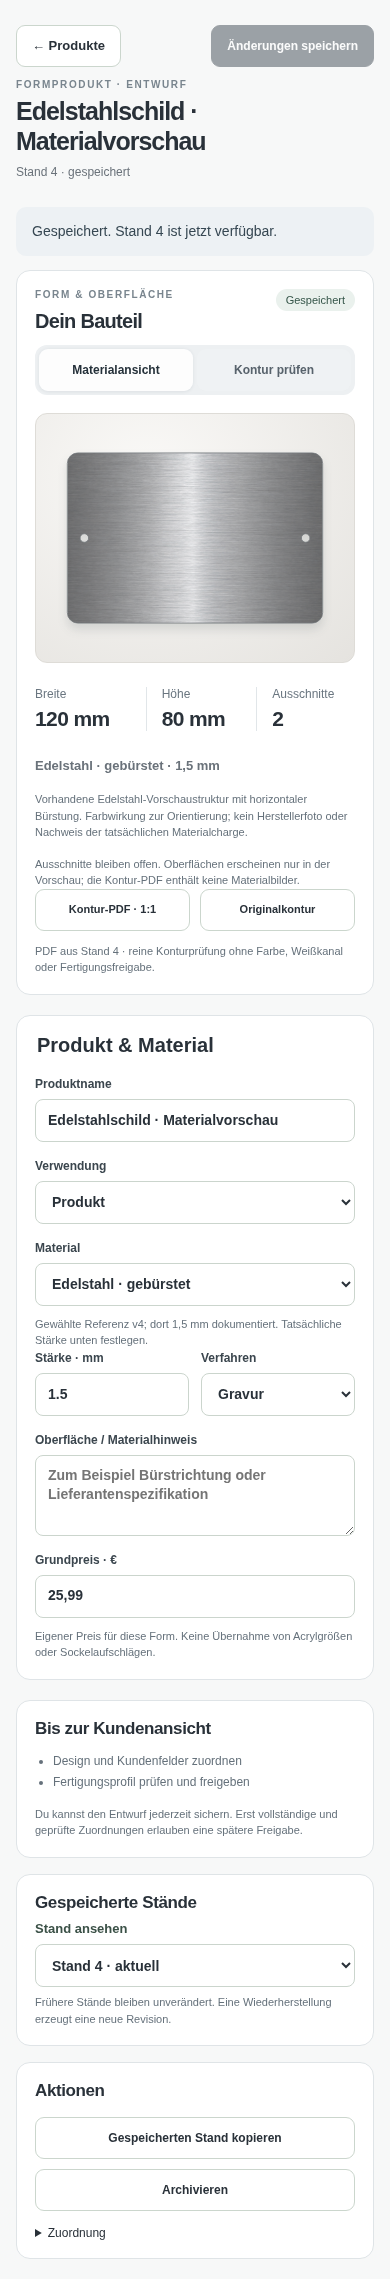 ← Produkte
Änderungen speichern
FORMPRODUKT · ENTWURF
Edelstahlschild ·
Materialvorschau
Stand 4 · gespeichert
Gespeichert. Stand 4 ist jetzt verfügbar.
FORM & OBERFLÄCHE
Gespeichert
Dein Bauteil
Materialansicht
Kontur prüfen
Breite
Höhe
Ausschnitte
120 mm
80 mm
2
Edelstahl · gebürstet · 1,5 mm
Vorhandene Edelstahl-Vorschaustruktur mit horizontaler
Bürstung. Farbwirkung zur Orientierung; kein Herstellerfoto oder
Nachweis der tatsächlichen Materialcharge.
Ausschnitte bleiben offen. Oberflächen erscheinen nur in der
Vorschau; die Kontur-PDF enthält keine Materialbilder.
Kontur-PDF · 1:1
Originalkontur
PDF aus Stand 4 · reine Konturprüfung ohne Farbe, Weißkanal
oder Fertigungsfreigabe.
Produkt & Material
Produktname
Edelstahlschild · Materialvorschau
Verwendung
Produkt
Material
Edelstahl · gebürstet
Gewählte Referenz v4; dort 1,5 mm dokumentiert. Tatsächliche
Stärke unten festlegen.
Stärke · mm
Verfahren
1.5
Gravur
Oberfläche / Materialhinweis
Zum Beispiel Bürstrichtung oder
Lieferantenspezifikation
Grundpreis · €
25,99
Eigener Preis für diese Form. Keine Übernahme von Acrylgrößen
oder Sockelaufschlägen.
Bis zur Kundenansicht
• Design und Kundenfelder zuordnen
• Fertigungsprofil prüfen und freigeben
Du kannst den Entwurf jederzeit sichern. Erst vollständige und
geprüfte Zuordnungen erlauben eine spätere Freigabe.
Gespeicherte Stände
Stand ansehen
Stand 4 · aktuell
Frühere Stände bleiben unverändert. Eine Wiederherstellung
erzeugt eine neue Revision.
Aktionen
Gespeicherten Stand kopieren
Archivieren
▶ Zuordnung